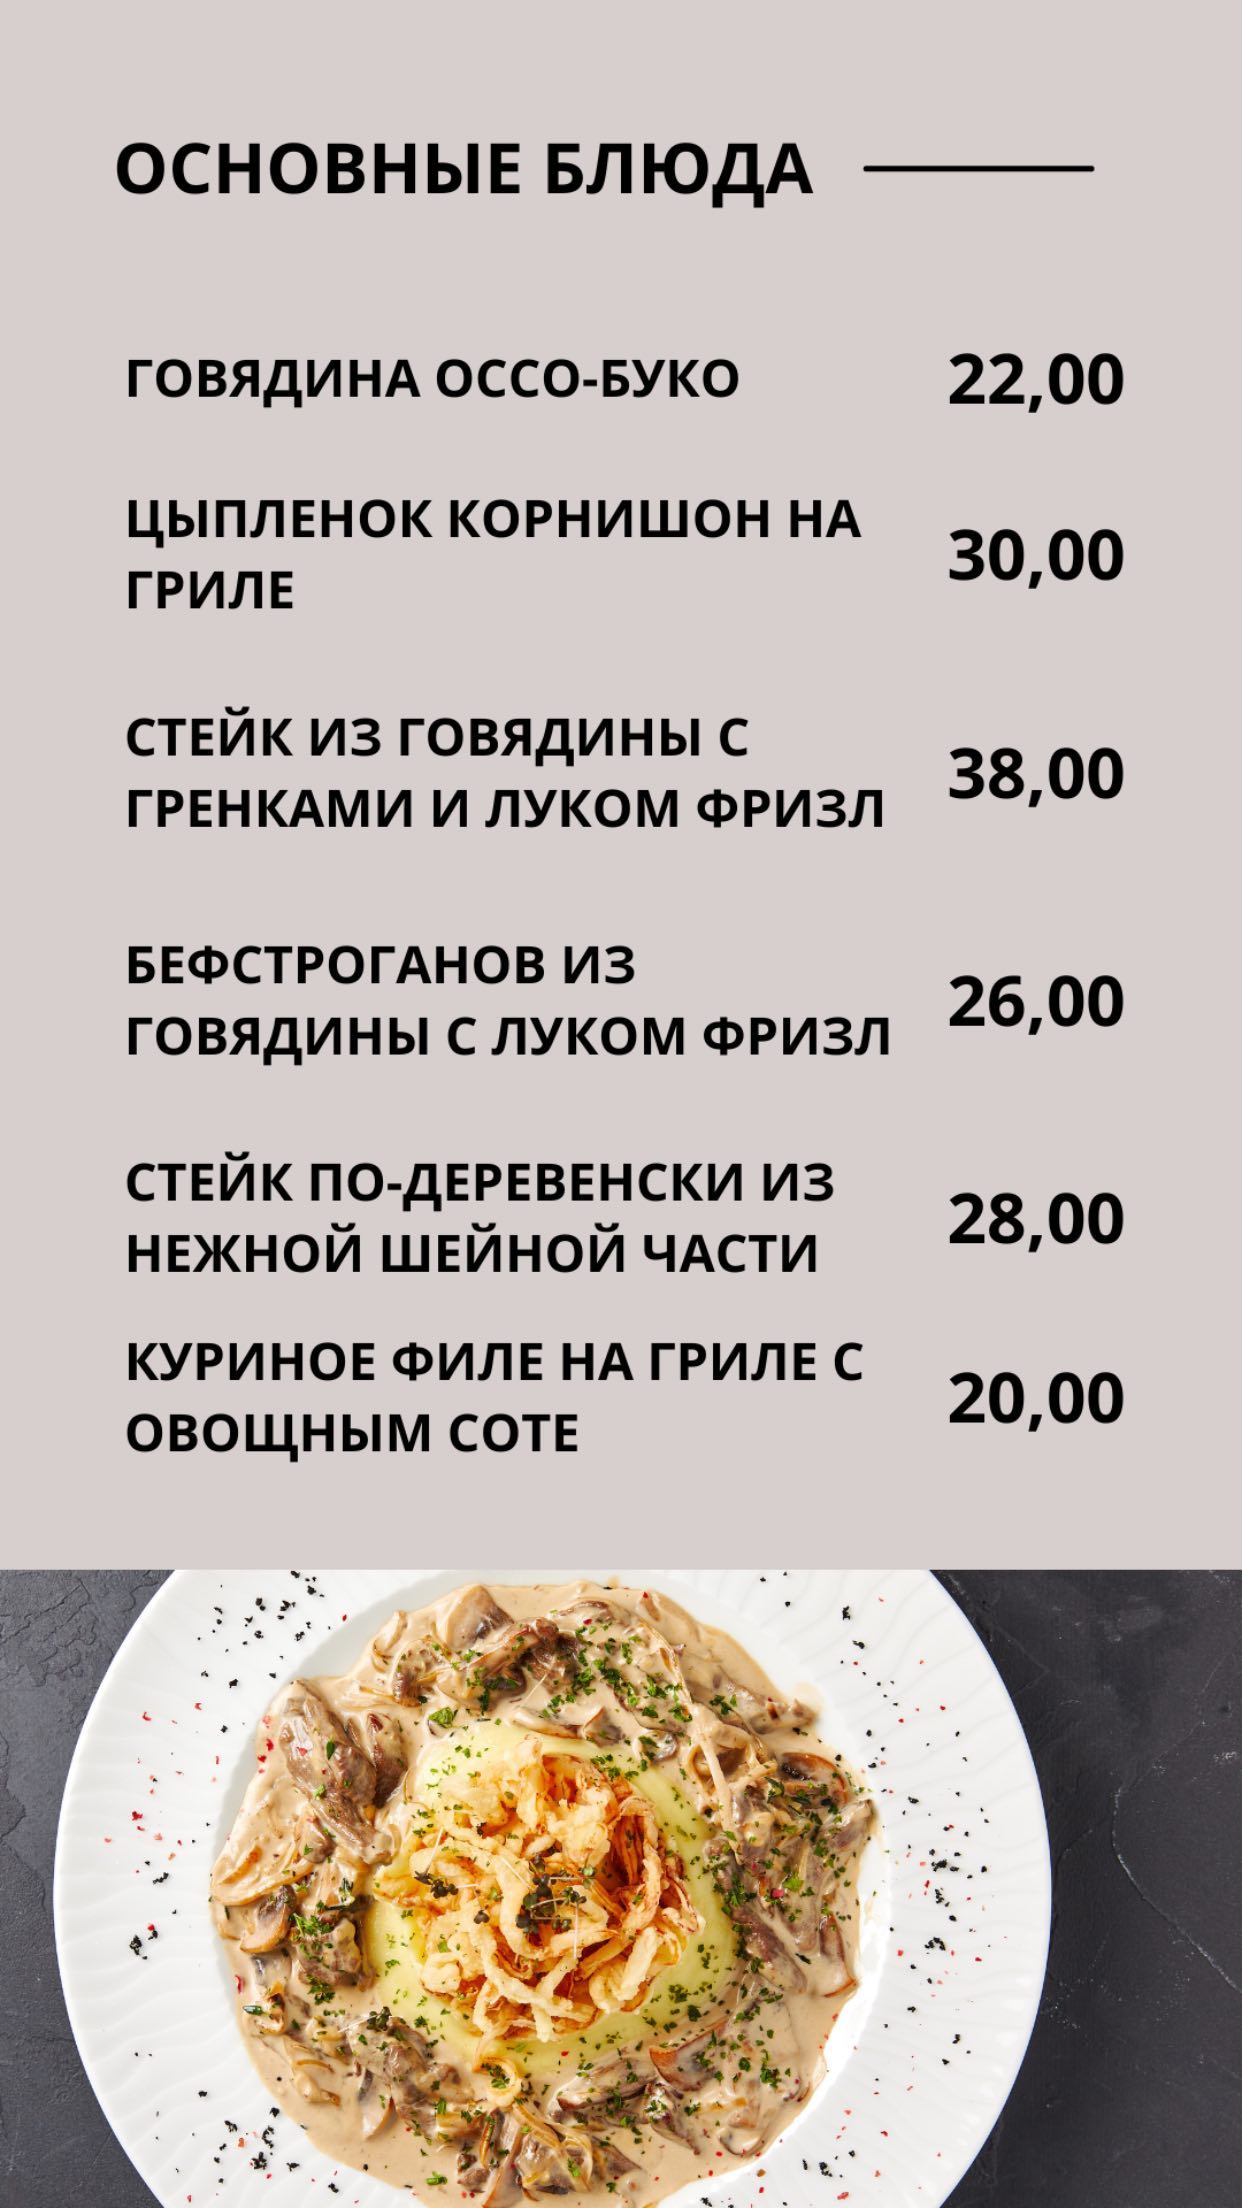 ОСНОВНЫЕ БЛЮДА
ГОВЯДИНА ОССО-БУКО 22,00
ЦЫПЛЕНОК КОРНИШОН НА
ГРИЛЕ 30,00
СТЕЙК ИЗ ГОВЯДИНЫ С
ГРЕНКАМИ И ЛУКОМ ФРИЗЛ 38,00
БЕФСТРОГАНОВ ИЗ
ГОВЯДИНЫ С ЛУКОМ ФРИЗЛ 26,00
СТЕЙК ПО-ДЕРЕВЕНСКИ ИЗ
НЕЖНОЙ ШЕЙНОЙ ЧАСТИ 28,00
КУРИНОЕ ФИЛЕ НА ГРИЛЕ С
ОВОЩНЫМ СОТЕ 20,00